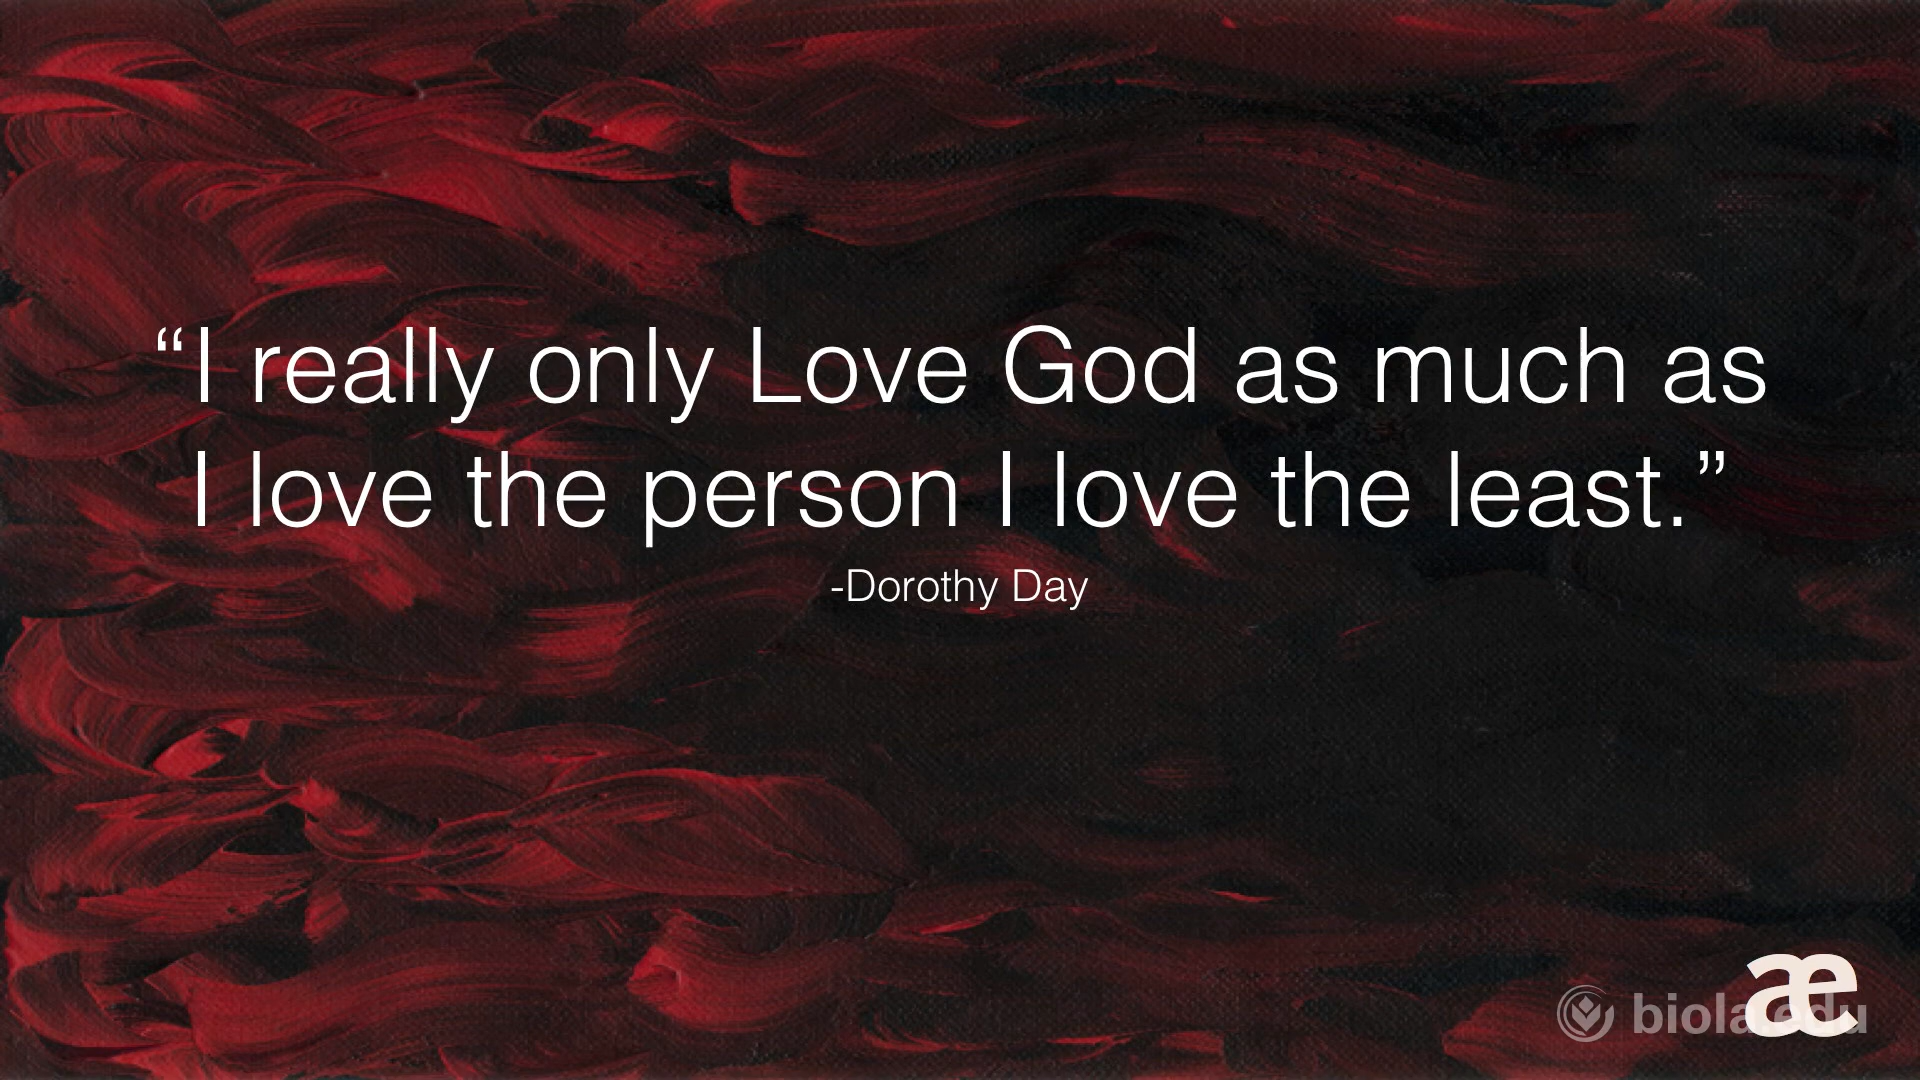 “I really only Love God as much as
I love the person I love the least.”
-Dorothy Day
æ
biola.edu